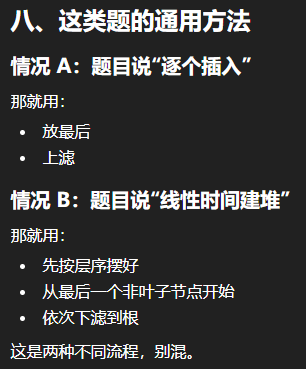 八、这类题的通用方法
情况 A：题目说“逐个插入”
那就用：
• 放最后
• 上滤
情况 B：题目说“线性时间建堆”
那就用：
• 先按层序摆好
• 从最后一个非叶子节点开始
• 依次下滤到根
这是两种不同流程，别混。